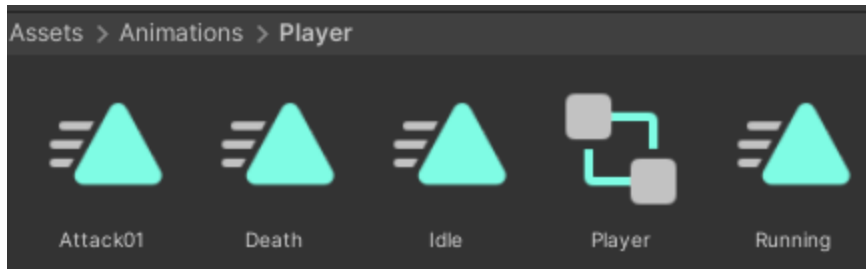 Assets > Animations > Player
Attack01 Death Idle Player Running